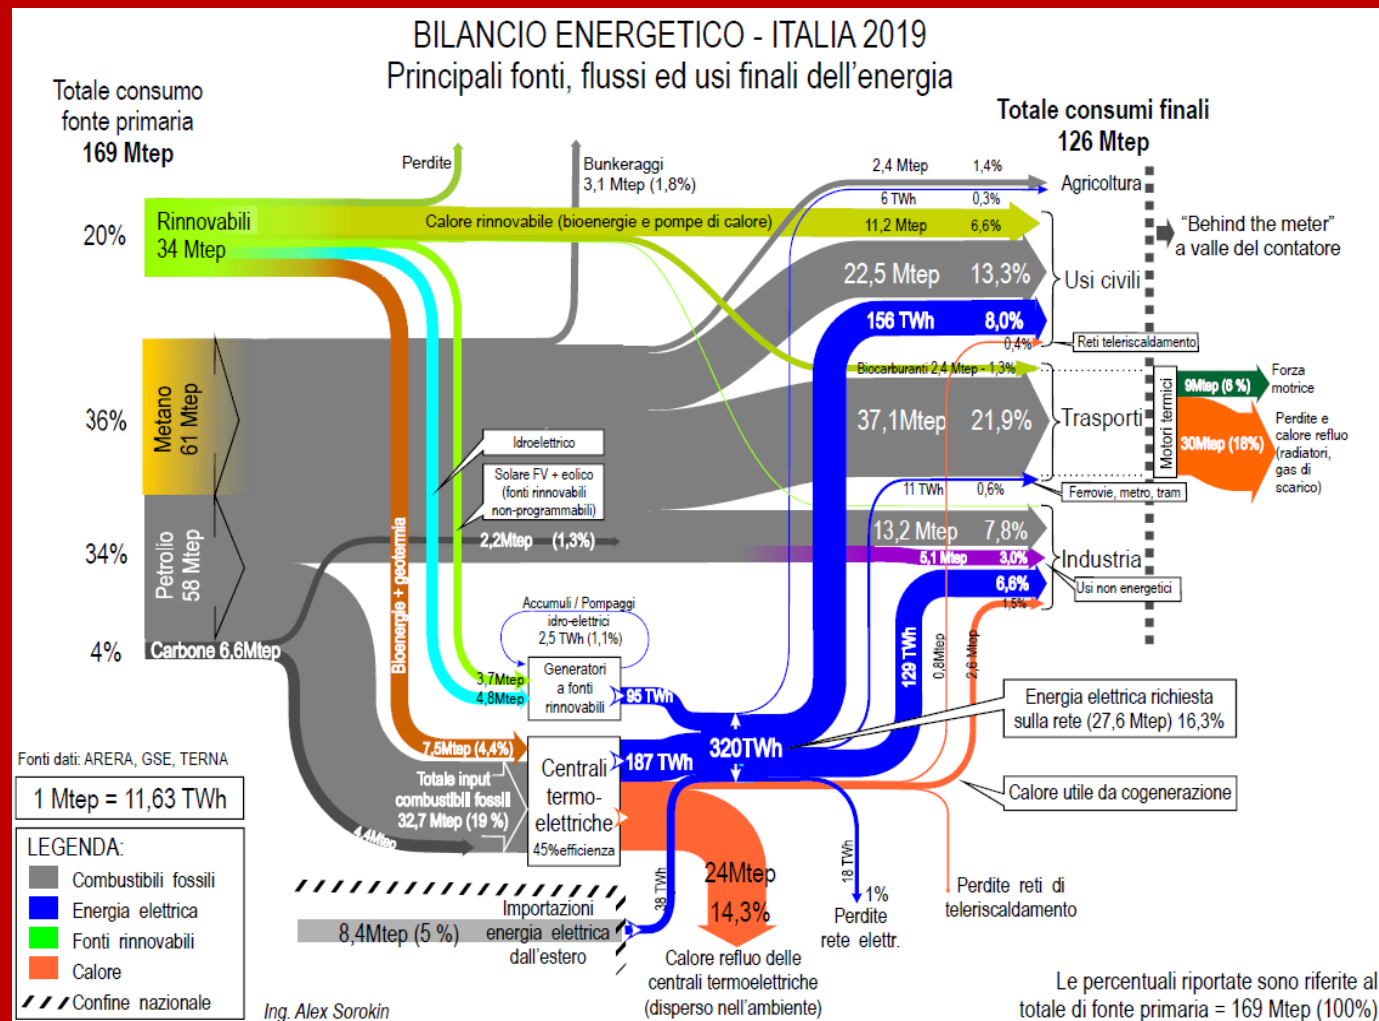 BILANCIO ENERGETICO - ITALIA 2019
Principali fonti, flussi ed usi finali dell'energia
Totale consumo
fonte primaria
169 Mtep
Totale consumi finali
126 Mtep
Perdite
Bunkeraggi
3,1 Mtep (1,8%)
2,4 Mtep 1,4%
Agricoltura
6 TWh 0,3%
20%
Rinnovabili
34 Mtep
Calore rinnovabile (bioenergie e pompe di calore)
11,2 Mtep 6,6%
"Behind the meter"
a valle del contatore
22,5 Mtep 13,3%
Usi civili
156 TWh 8,0%
0,4%
Reti teleriscaldamento
Biocarburanti 2,4 Mtep - 1,3%
36%
Metano
61 Mtep
37,1Mtep 21,9%
Trasporti
Motori termici
9Mtep (6 %)
Forza
motrice
30Mtep (18%)
Perdite e
calore refluo
(radiatori,
gas di
scarico)
Idroelettrico
Solare FV + eolico
(fonti rinnovabili
non-programmabili)
11 TWh 0,6%
Ferrovie, metro, tram
34%
Petrolio
58 Mtep
2,2Mtep (1,3%)
13,2 Mtep 7,8%
5,1 Mtep 3,0%
Industria
6,6%
Usi non energetici
1,5%
4%
Carbone 6,6Mtep
Bioenergie + geotermia
Accumuli / Pompaggi
idro-elettrici
2,5 TWh (1,1%)
Generatori
a fonti
rinnovabili
3,7Mtep
4,8Mtep
95 TWh
129 TWh
0,8Mtep
2,6 Mtep
Energia elettrica richiesta
sulla rete (27,6 Mtep) 16,3%
320TWh
7,5Mtep (4,4%)
187 TWh
Centrali
termo-
elettriche
45%efficienza
Totale input
combustibili fossili
32,7 Mtep (19 %)
4,4Mtep
Calore utile da cogenerazione
Fonti dati: ARERA, GSE, TERNA
1 Mtep = 11,63 TWh
LEGENDA:
Combustibili fossili
Energia elettrica
Fonti rinnovabili
Calore
Confine nazionale
24Mtep
14,3%
38 TWh
18 TWh
1%
Perdite
rete elettr.
Perdite reti di
teleriscaldamento
8,4Mtep (5 %)
Importazioni
energia elettrica
dall'estero
Calore refluo delle
centrali termoelettriche
(disperso nell'ambiente)
Ing. Alex Sorokin
Le percentuali riportate sono riferite al
totale di fonte primaria = 169 Mtep (100%)